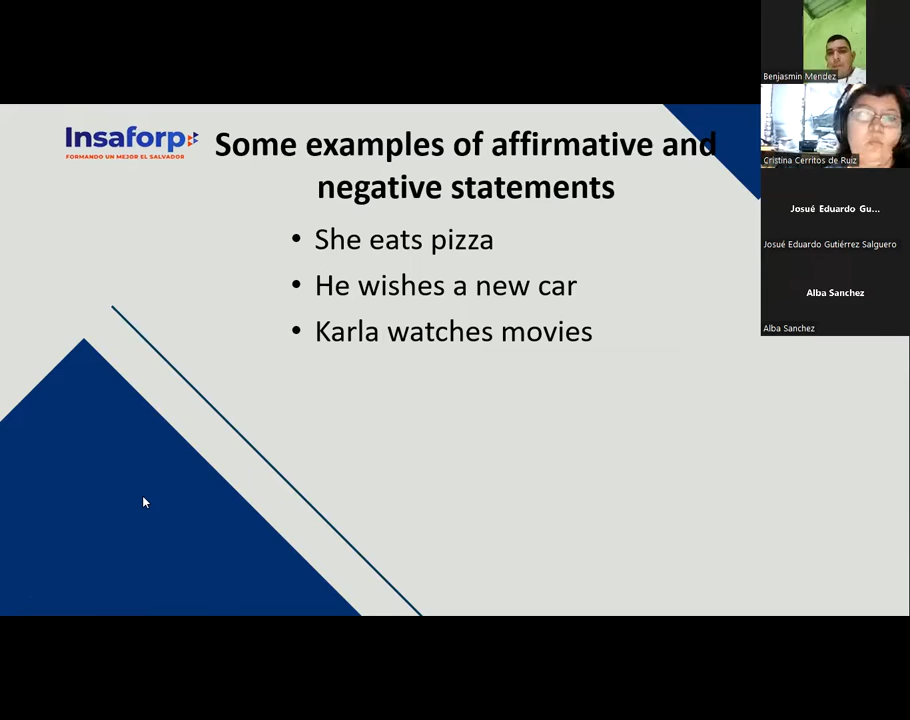 Benjasmin Mendez
Insaforp
FORMANDO UN MEJOR EL SALVADOR
Some examples of affirmative and
negative statements
• She eats pizza
• He wishes a new car
• Karla watches movies
Cristina Cerritos de Ruiz
Josué Eduardo Gu...
Josué Eduardo Gutiérrez Salguero
Alba Sanchez
Alba Sanchez